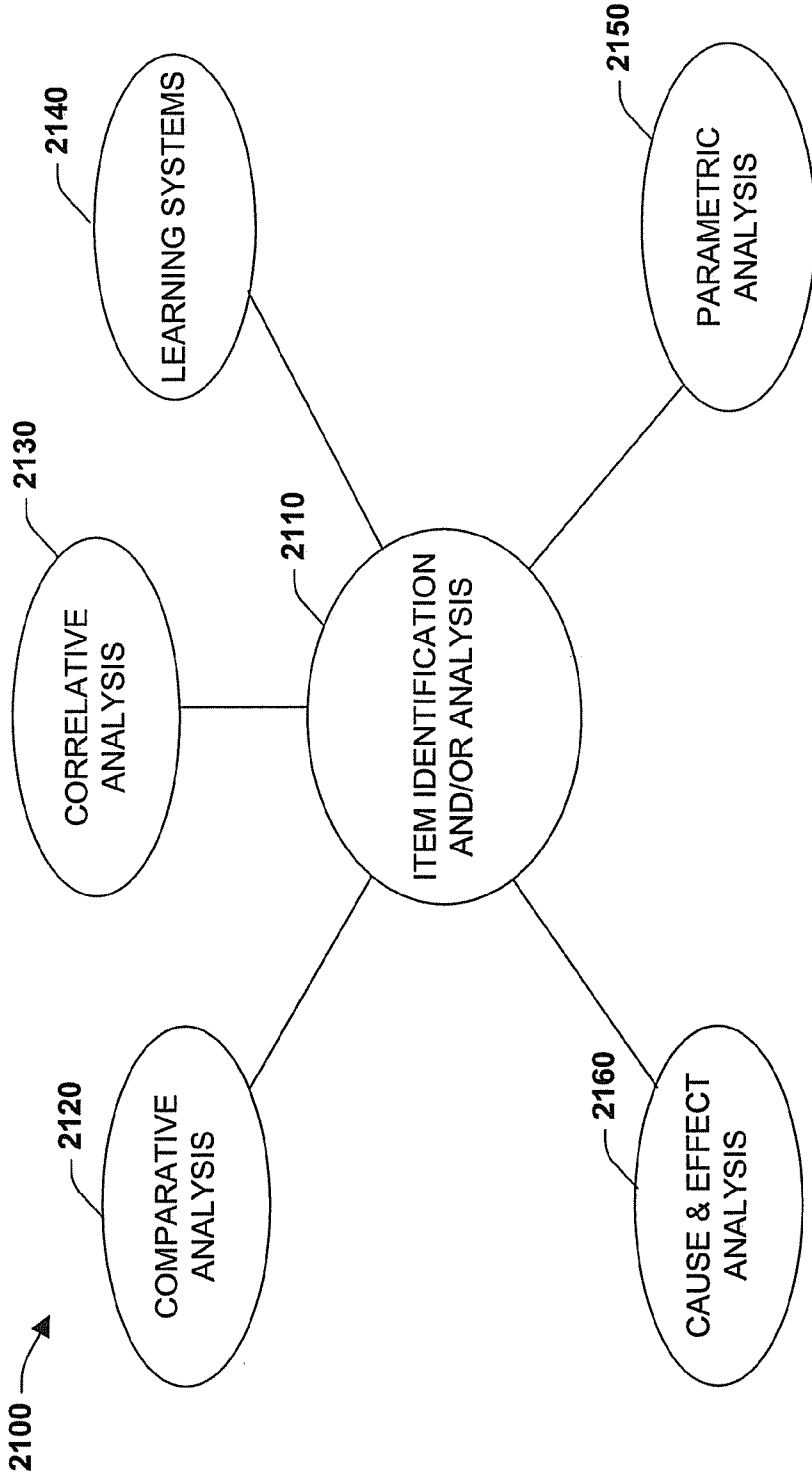 2100
2120
COMPARATIVE
ANALYSIS
2130
CORRELATIVE
ANALYSIS
2140
LEARNING SYSTEMS
2110
ITEM IDENTIFICATION
AND/OR ANALYSIS
2160
CAUSE & EFFECT
ANALYSIS
2150
PARAMETRIC
ANALYSIS